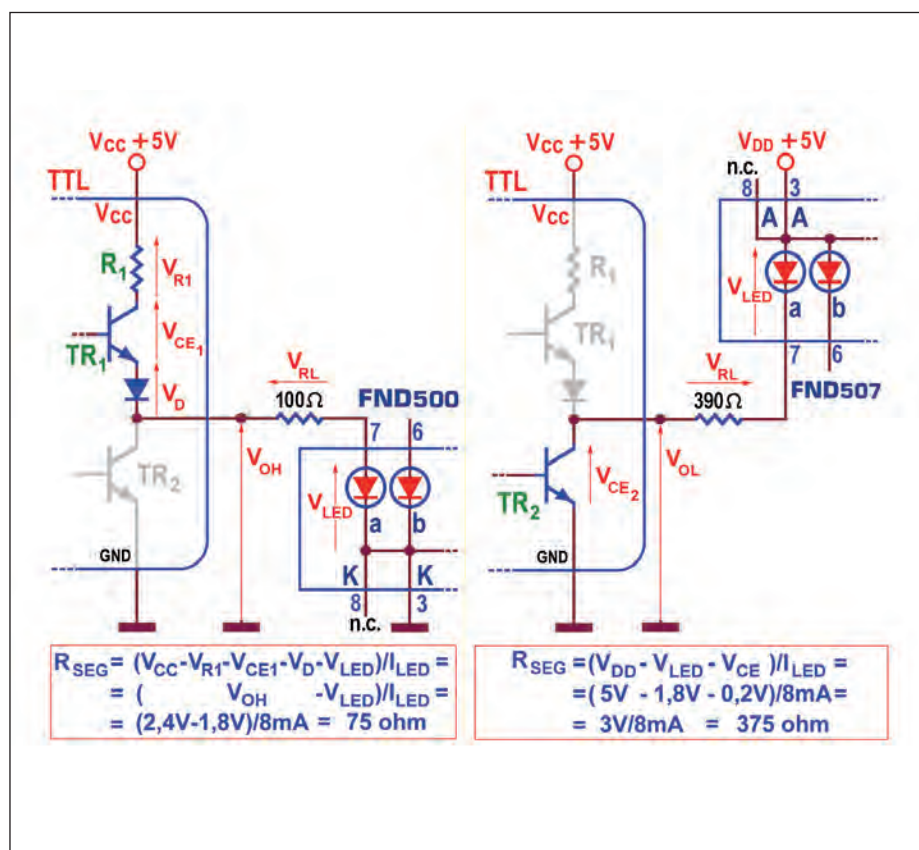 VCC + 5V
TTL
VCC
R1
VR1
VCE1
TR1
VD
VRL
100Ω
FND500
7
6
VOH
TR2
VLED
a
b
GND
K
K
8
3
n.c.
RSEG = (VCC-VR1-VCE1-VD-VLED)/ILED =
= ( VOH -VLED)/ILED =
= (2,4V-1,8V)/8mA = 75 ohm
VCC + 5V
VDD + 5V
n.c.
8
3
TTL
VCC
A
A
R1
VLED
TR1
a
b
7
6
VRL
390Ω
FND507
VCE2
VOL
TR2
GND
RSEG = (VDD - VLED - VCE )/ILED =
=( 5V - 1,8V - 0,2V)/8mA=
= 3V/8mA = 375 ohm